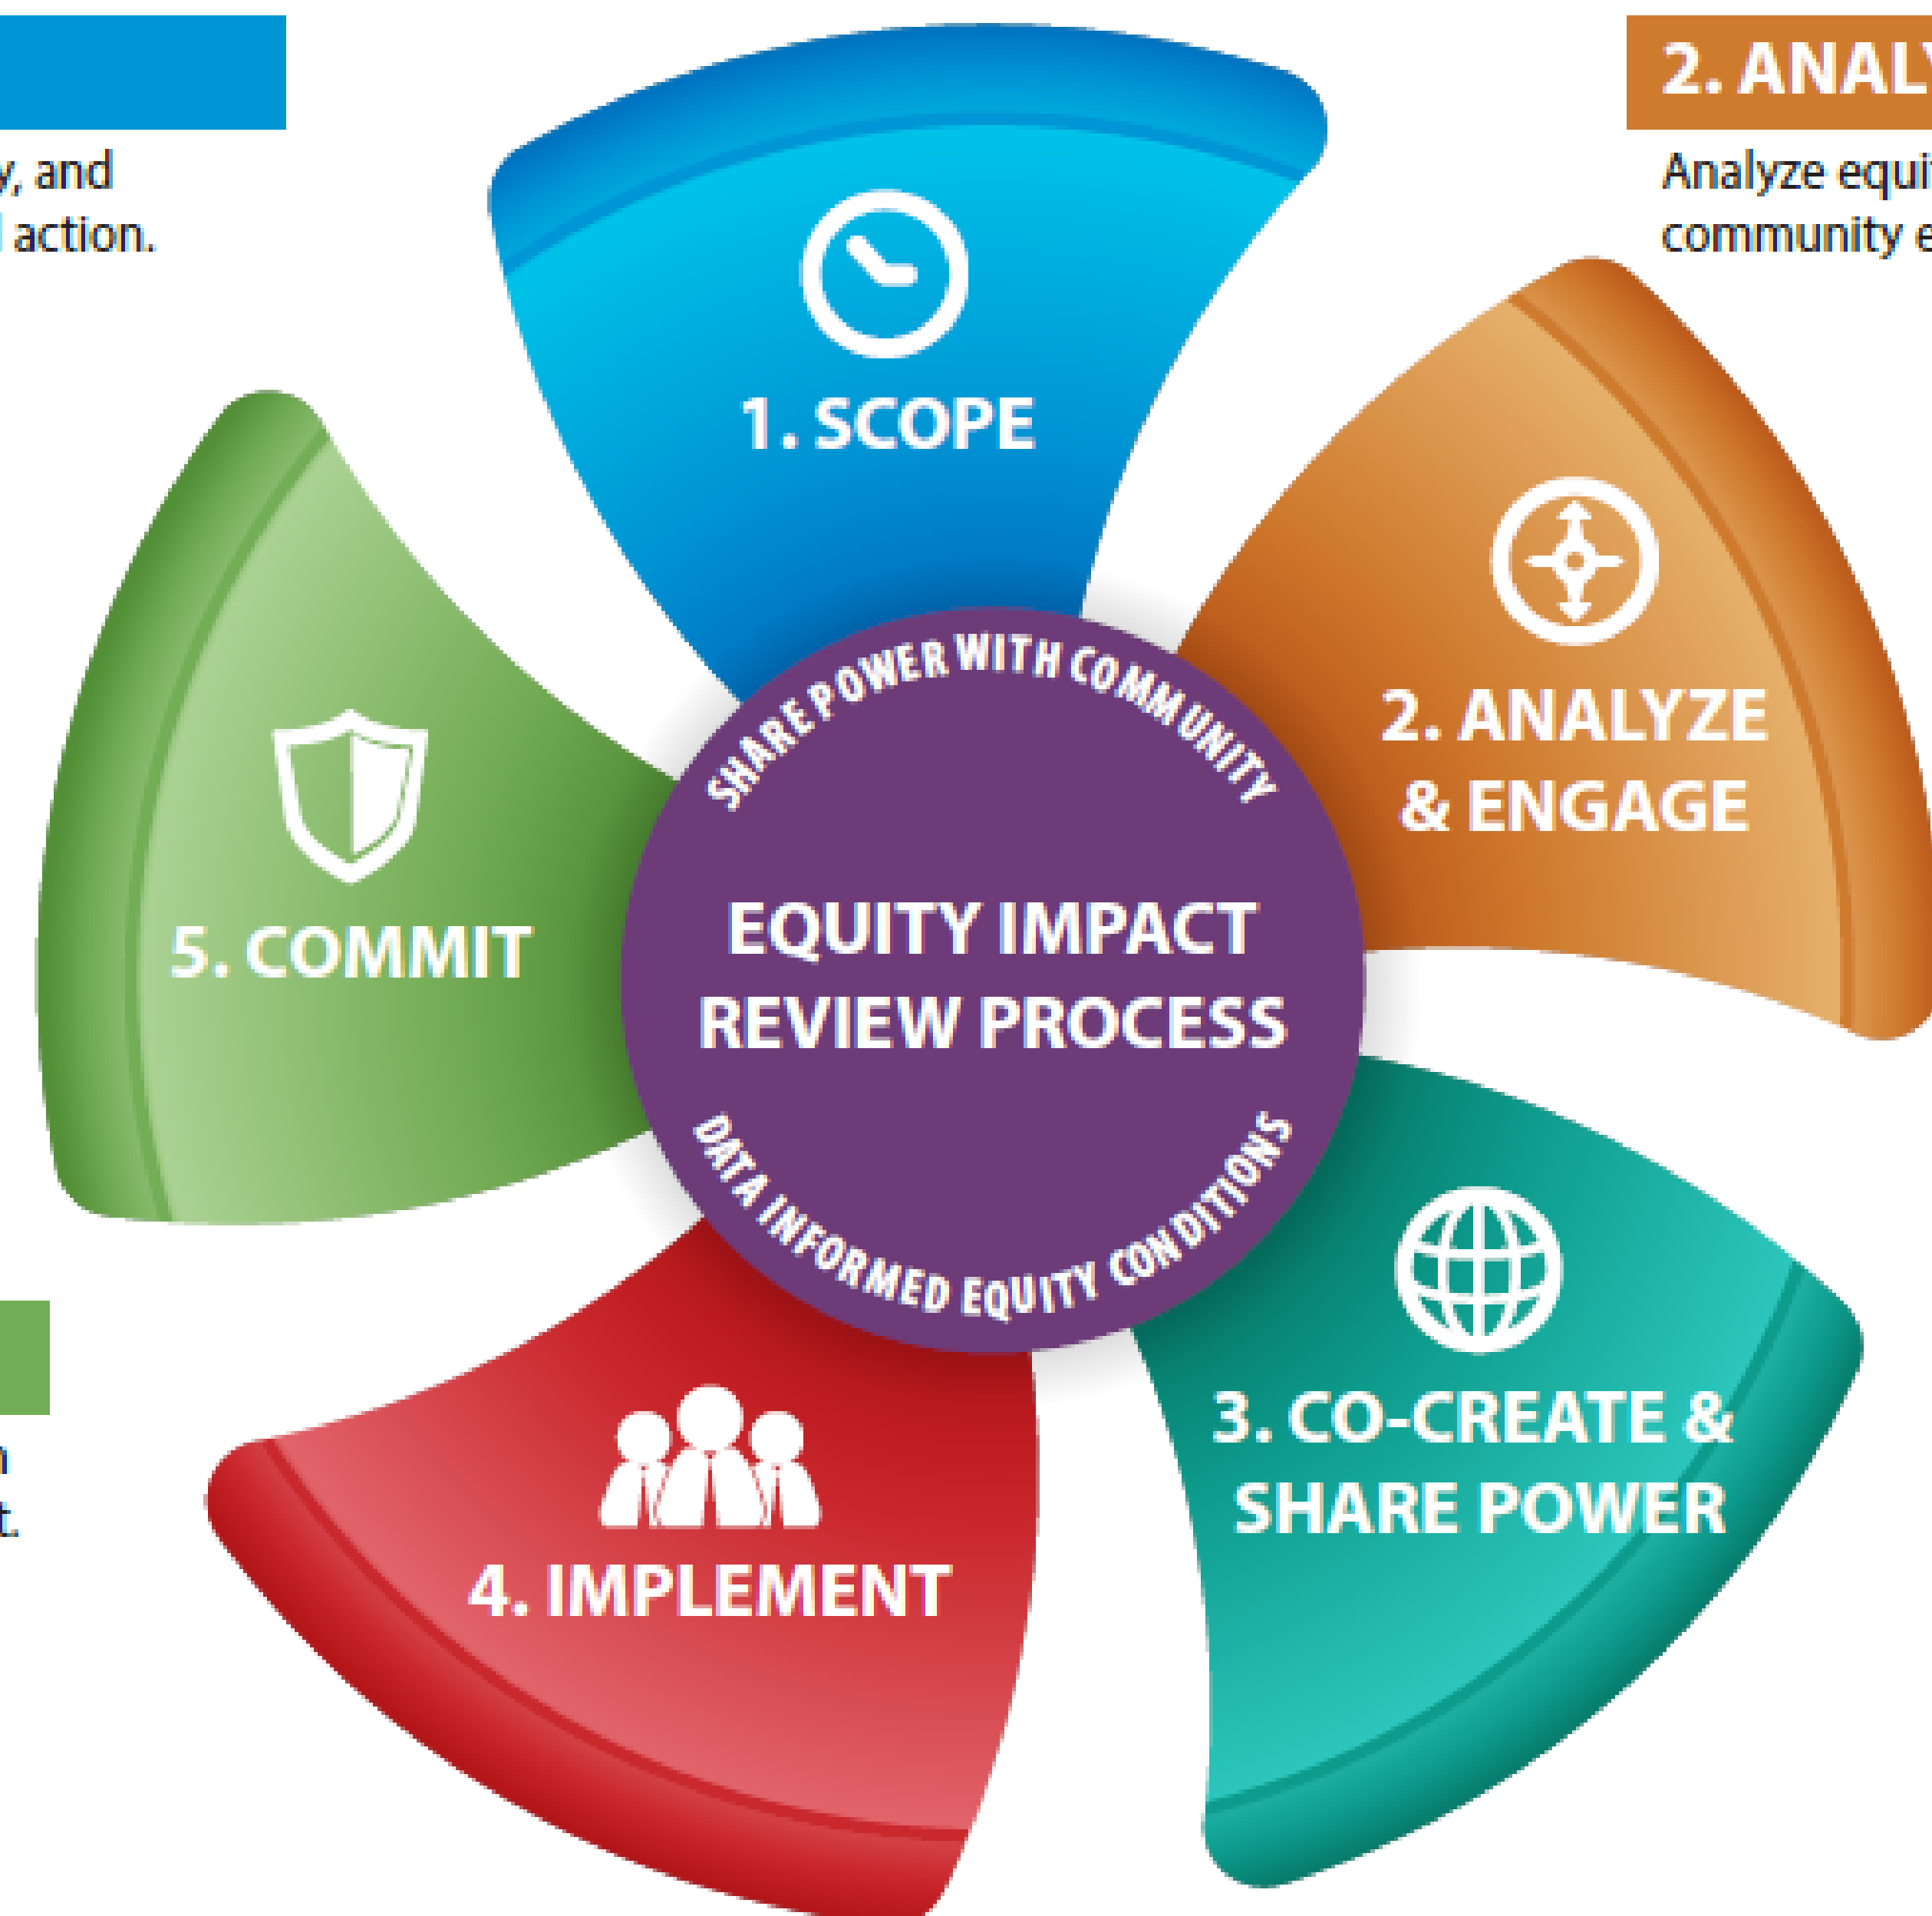 y, and
action.
2. ANALY
Analyze equi
community e
1. SCOPE
2. ANALYZE
& ENGAGE
SHARE POWER WITH COMMUNITY
EQUITY IMPACT
REVIEW PROCESS
DATA INFORMED EQUITY CONDITIONS
5. COMMIT
3. CO-CREATE &
SHARE POWER
4. IMPLEMENT